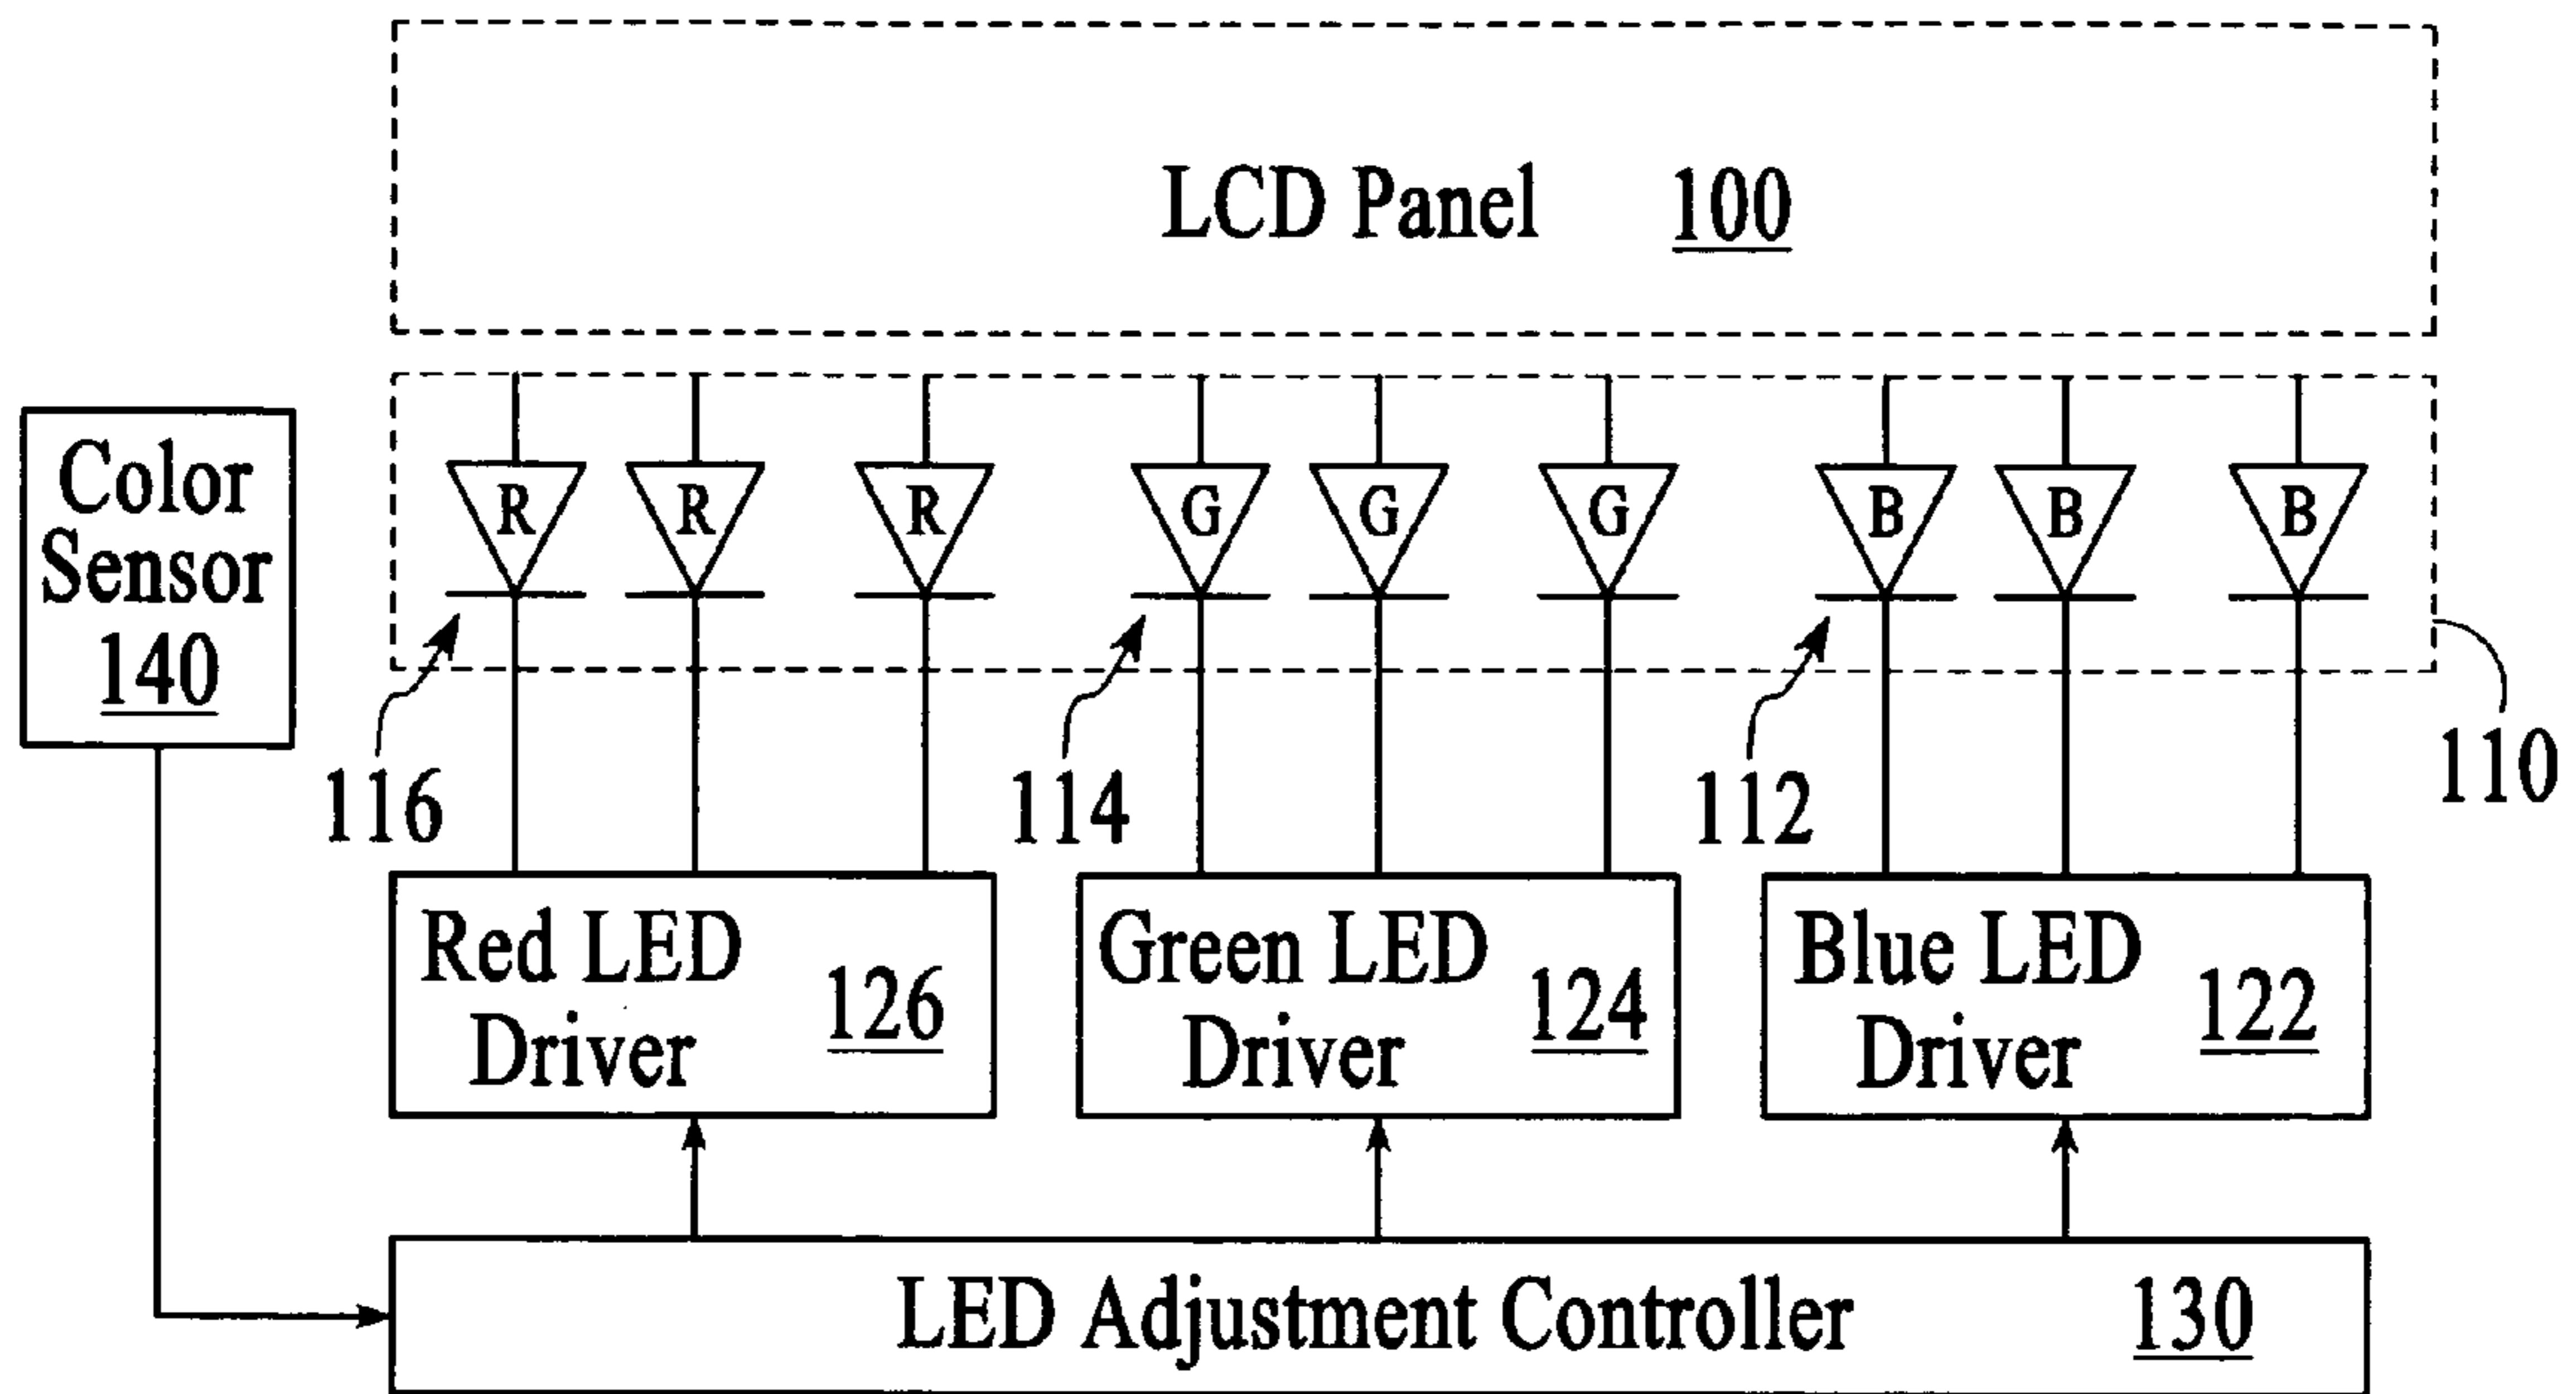 LCD Panel 100
Color
Sensor
140
R R R G G G B B B
116 114 112 110
Red LED
Driver 126
Green LED
Driver 124
Blue LED
Driver 122
LED Adjustment Controller 130